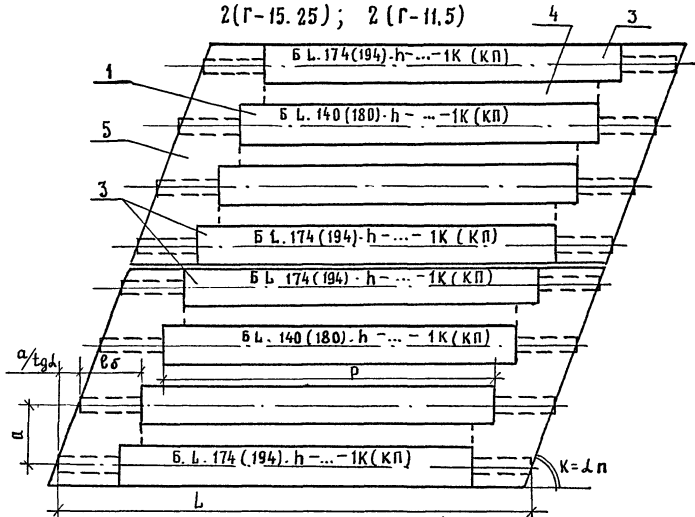 2(Г-15.25); 2(Г-11,5)
4
3
Б L.174(194).h-...-1К(КП)
1
Б L.140(180).h-...-1К(КП)
5
3
Б L.174(194).h-...-1К(КП)
Б L.174(194).h-...-1К(КП)
Б L.140(180).h-...-1К(КП)
a/tgα
ℓб
P
a
Б.L.174(194).h-...-1К(КП)
К=αп
L